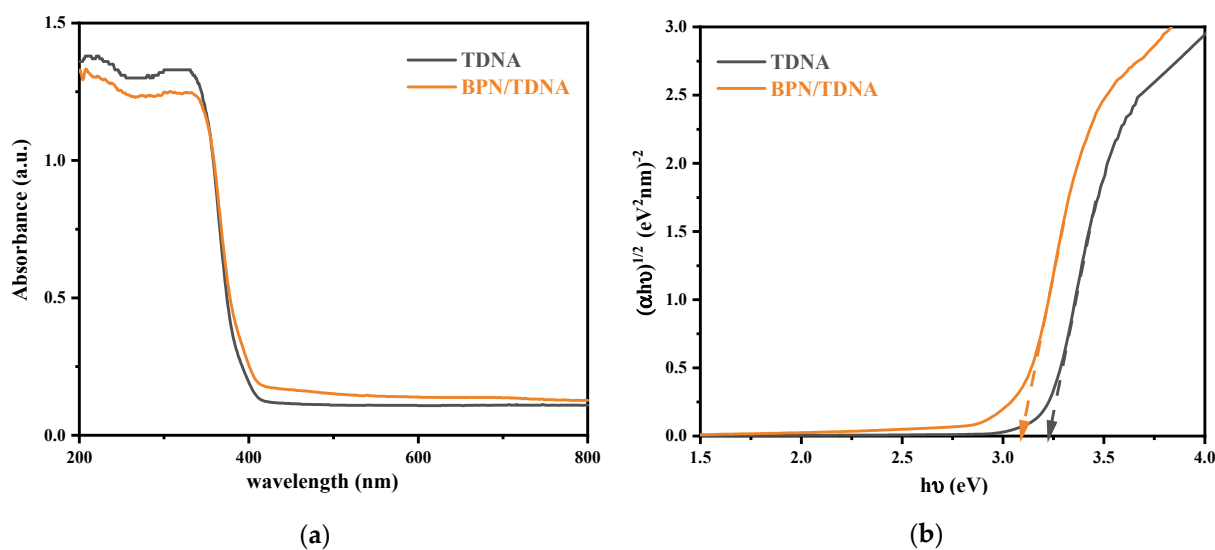 1.5
1.0
0.5
0.0
Absorbance (a.u.)
TDNA
BPN/TDNA
200
400
600
800
wavelength (nm)
(a)
3.0
2.5
2.0
1.5
1.0
0.5
0.0
(αhυ)^1/2 (eV^2nm)^-2
TDNA
BPN/TDNA
1.5
2.0
2.5
3.0
3.5
4.0
hυ (eV)
(b)